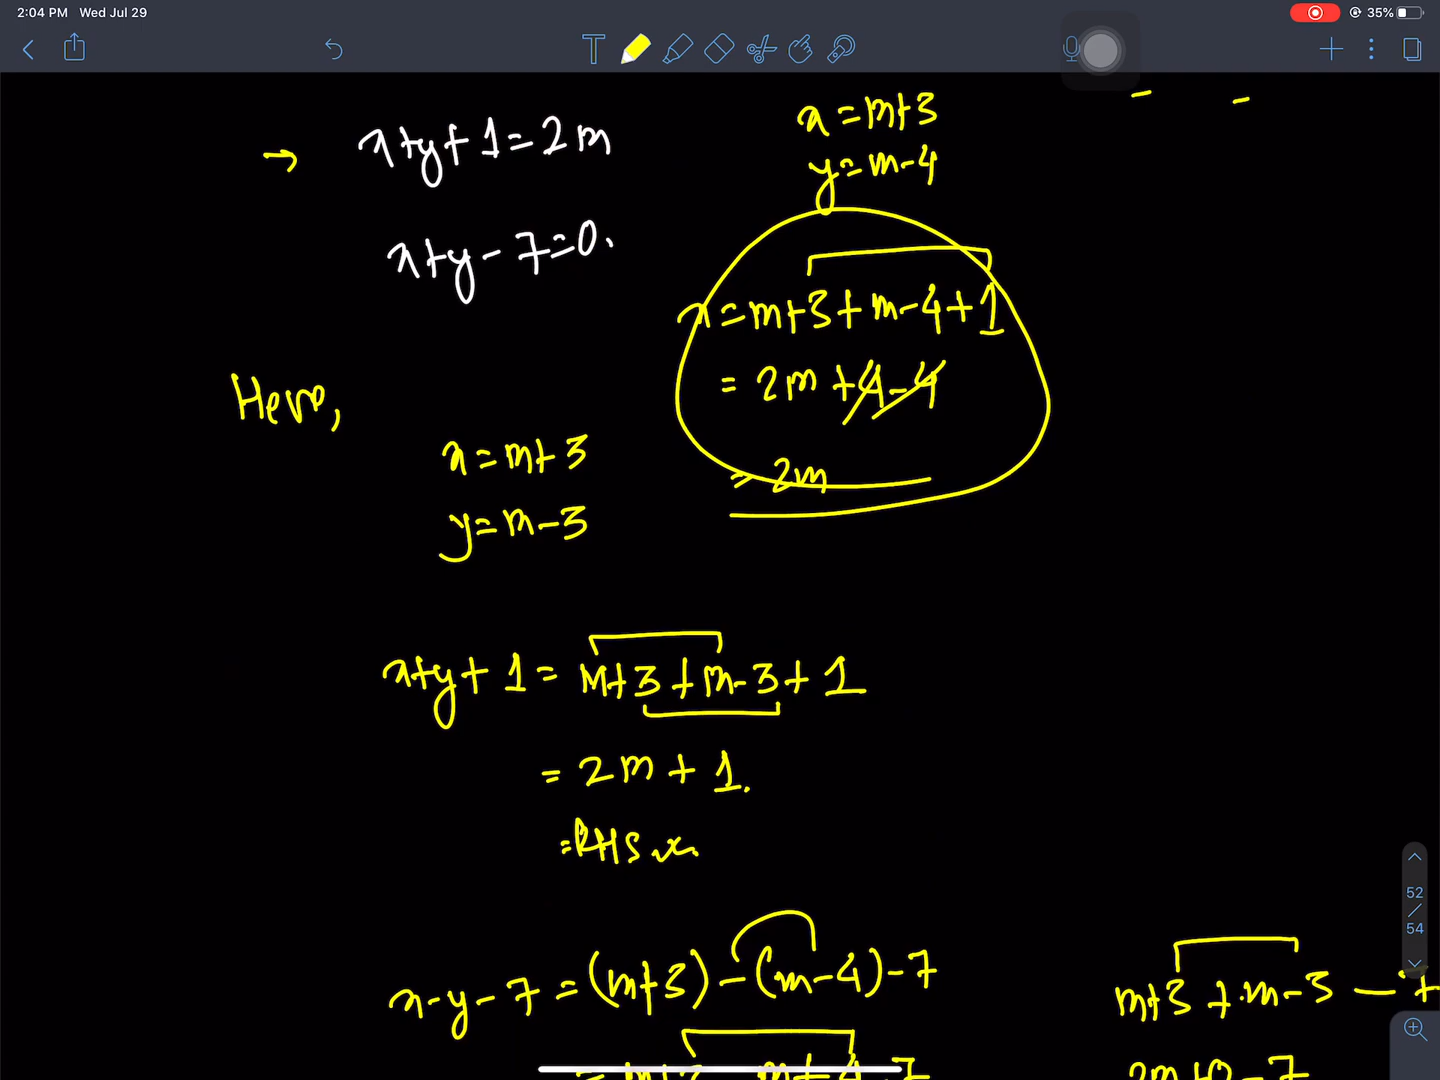 2:04 PM Wed Jul 29
35%
T
→ x+y+1=2m
x+y-7=0.
x=m+3
y=m-4
x=m+3+m-4+1
= 2m+4-4
= 2m
Here,
x=m+3
y=m-3
x+y+1=m+3+m-3+1
= 2m+1.
=RHS
x-y-7=(m+3)-(m-4)-7
m+3+m-3-7
52
/
54